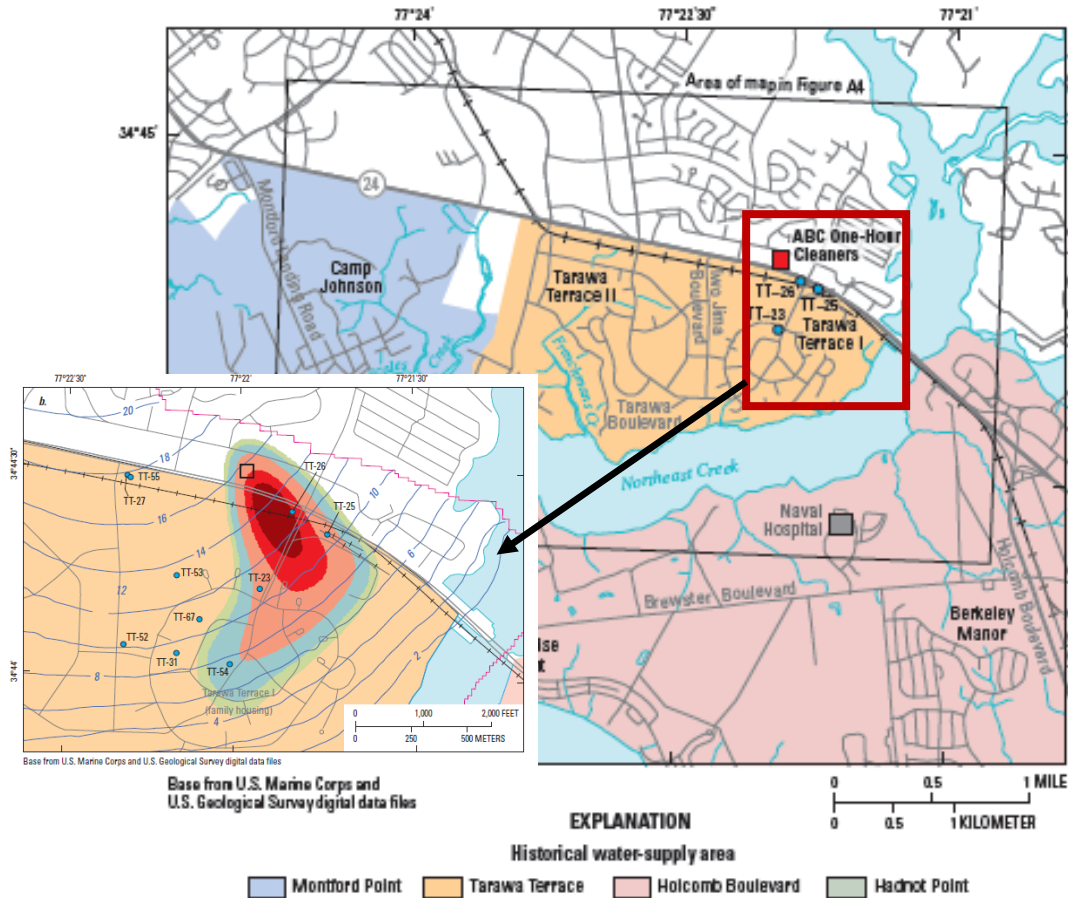 77°24'
77°22'30"
77°21'
Area of map in Figure A4
34°45'
24
Montford Landing Road
Camp
Johnson
Tarawa
Terrace II
Iwo Jima
Boulevard
ABC One-Hour
Cleaners
TT–26
TT–25
TT–23
Tarawa
Terrace I
Frenchmans Cr
Tarawa
Boulevard
Northeast Creek
Creek
Naval
Hospital
Brewster Boulevard
Holcomb Boulevard
Berkeley
Manor
77°22'30"
77°22'
77°21'30"
b.
20
18
16
14
12
10
8
6
4
2
34°44'30"
34°44'
TT-26
TT-55
TT-25
TT-27
TT-53
TT-23
TT-67
TT-52
TT-31
TT-54
Tarawa Terrace I
(family housing)
0 1,000 2,000 FEET
0 250 500 METERS
Base from U.S. Marine Corps and U.S. Geological Survey digital data files
Base from U.S. Marine Corps and
U.S. Geological Survey digital data files
0 0.5 1 MILE
0 0.5 1 KILOMETER
EXPLANATION
Historical water-supply area
Montford Point
Tarawa Terrace
Holcomb Boulevard
Hadnot Point